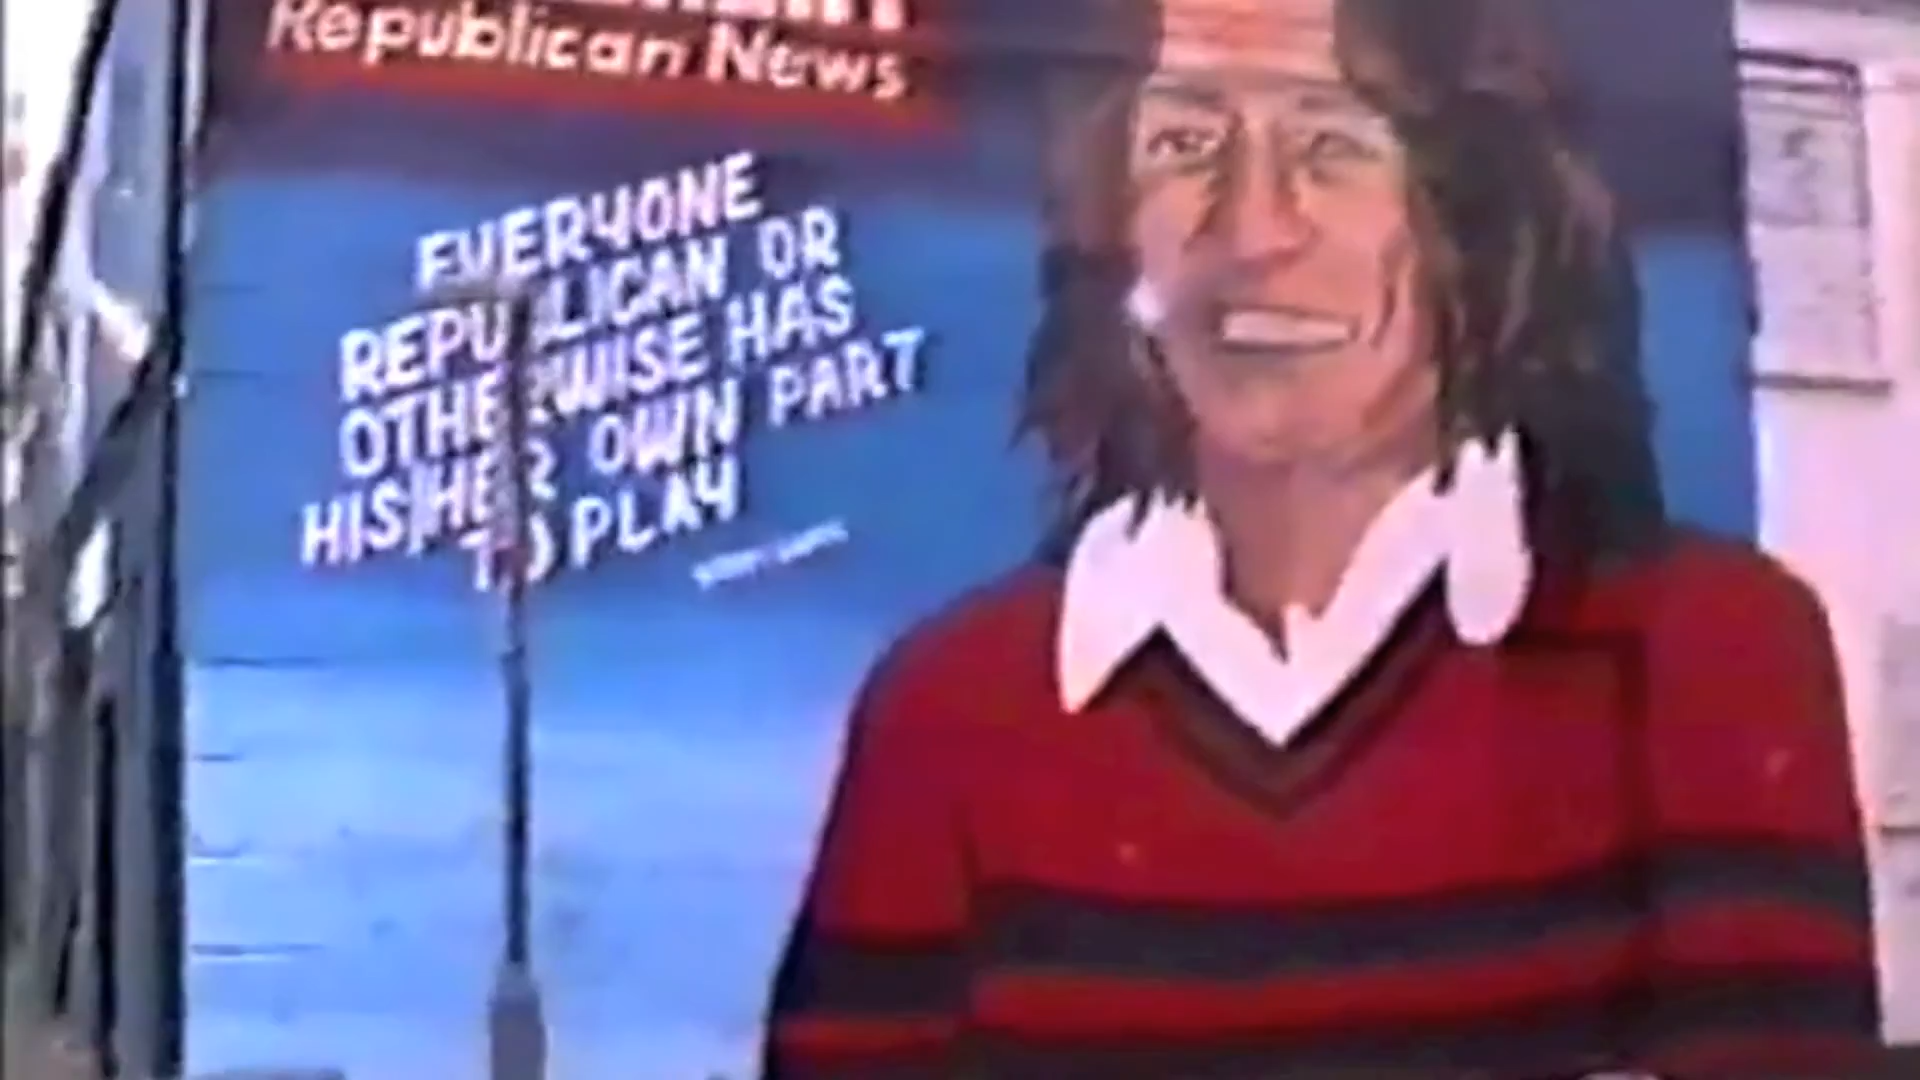 Republican News
EVERYONE
REPUBLICAN OR
OTHERWISE HAS
HIS/HER OWN PART
TO PLAY